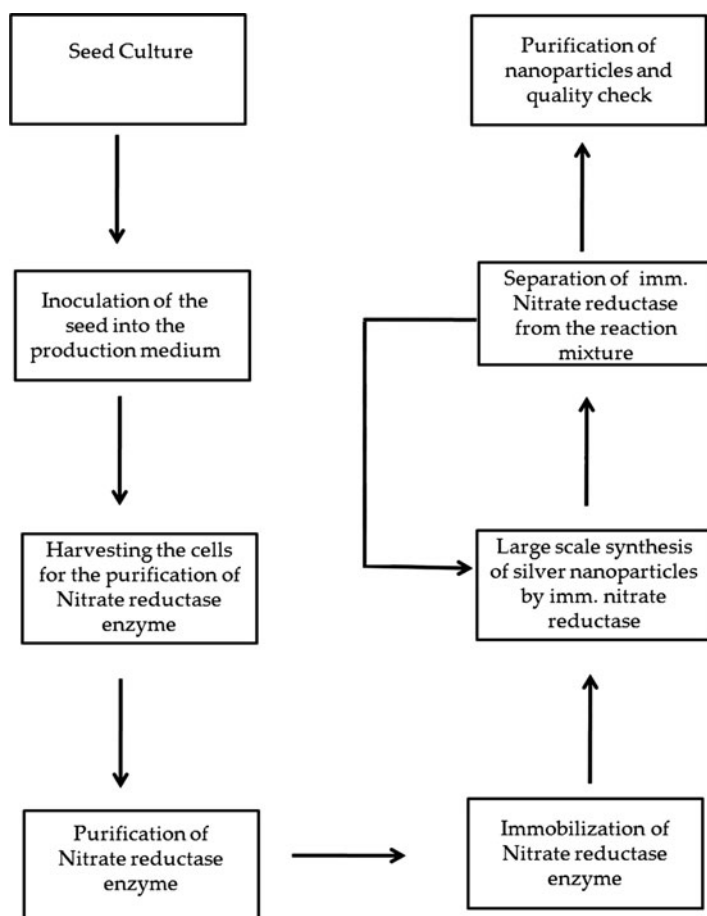 Seed Culture
Inoculation of the
seed into the
production medium
Harvesting the cells
for the purification of
Nitrate reductase
enzyme
Purification of
Nitrate reductase
enzyme
Immobilization of
Nitrate reductase
enzyme
Large scale synthesis
of silver nanoparticles
by imm. nitrate
reductase
Separation of imm.
Nitrate reductase
from the reaction
mixture
Purification of
nanoparticles and
quality check